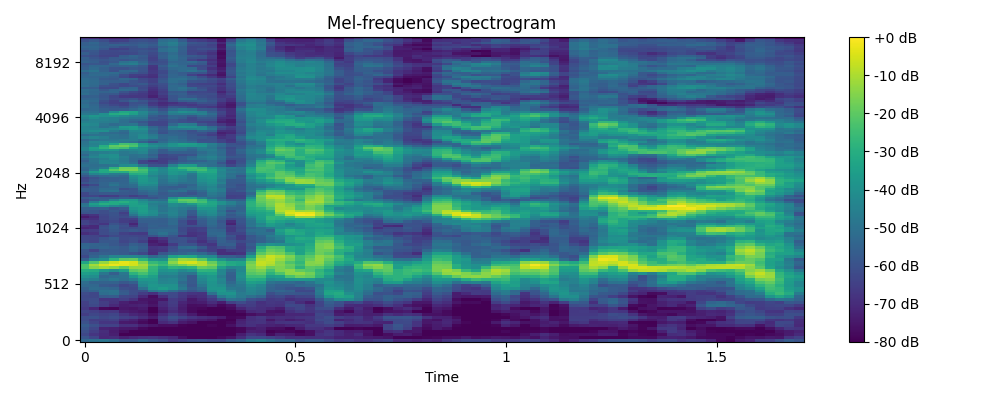 Mel-frequency spectrogram
Hz
8192
4096
2048
1024
512
0
0
0.5
1
1.5
Time
+0 dB
-10 dB
-20 dB
-30 dB
-40 dB
-50 dB
-60 dB
-70 dB
-80 dB